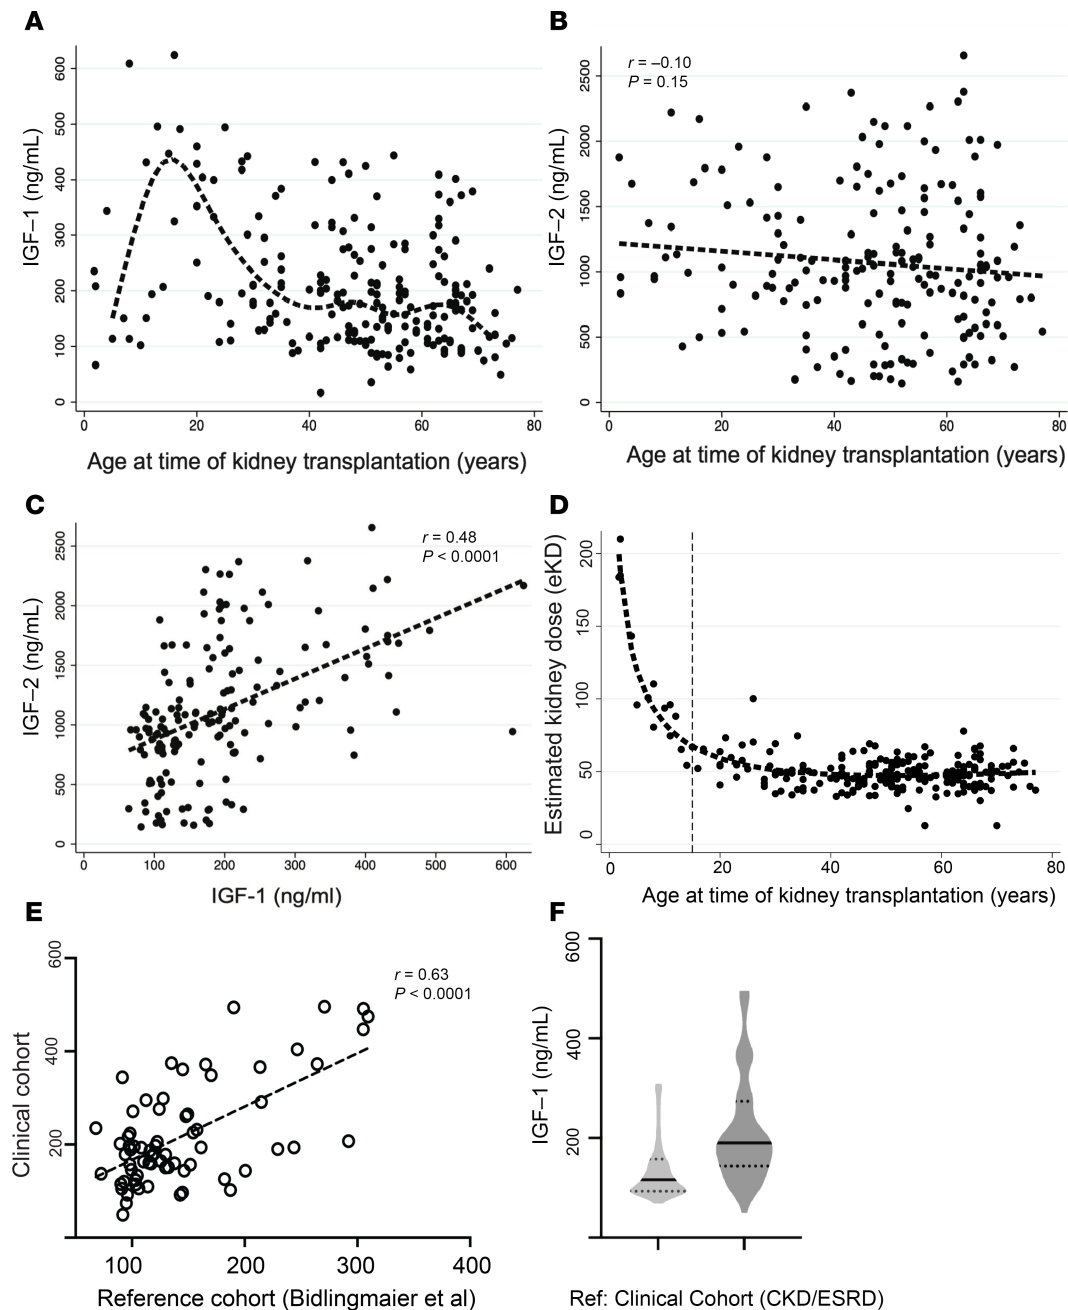 A
IGF–1 (ng/mL)
600
500
400
300
200
100
0
0 20 40 60 80
Age at time of kidney transplantation (years)
B
IGF–2 (ng/mL)
r = –0.10
P = 0.15
2500
2000
1500
1000
500
0
0 20 40 60 80
Age at time of kidney transplantation (years)
C
IGF–2 (ng/mL)
r = 0.48
P < 0.0001
2500
2000
1500
1000
500
0
0 100 200 300 400 500 600
IGF-1 (ng/ml)
D
Estimated kidney dose (eKD)
200
150
100
50
0
0 20 40 60 80
Age at time of kidney transplantation (years)
E
Clinical cohort
r = 0.63
P < 0.0001
600
400
200
100 200 300 400
Reference cohort (Bidlingmaier et al)
F
IGF–1 (ng/mL)
600
400
200
Ref: Clinical Cohort (CKD/ESRD)